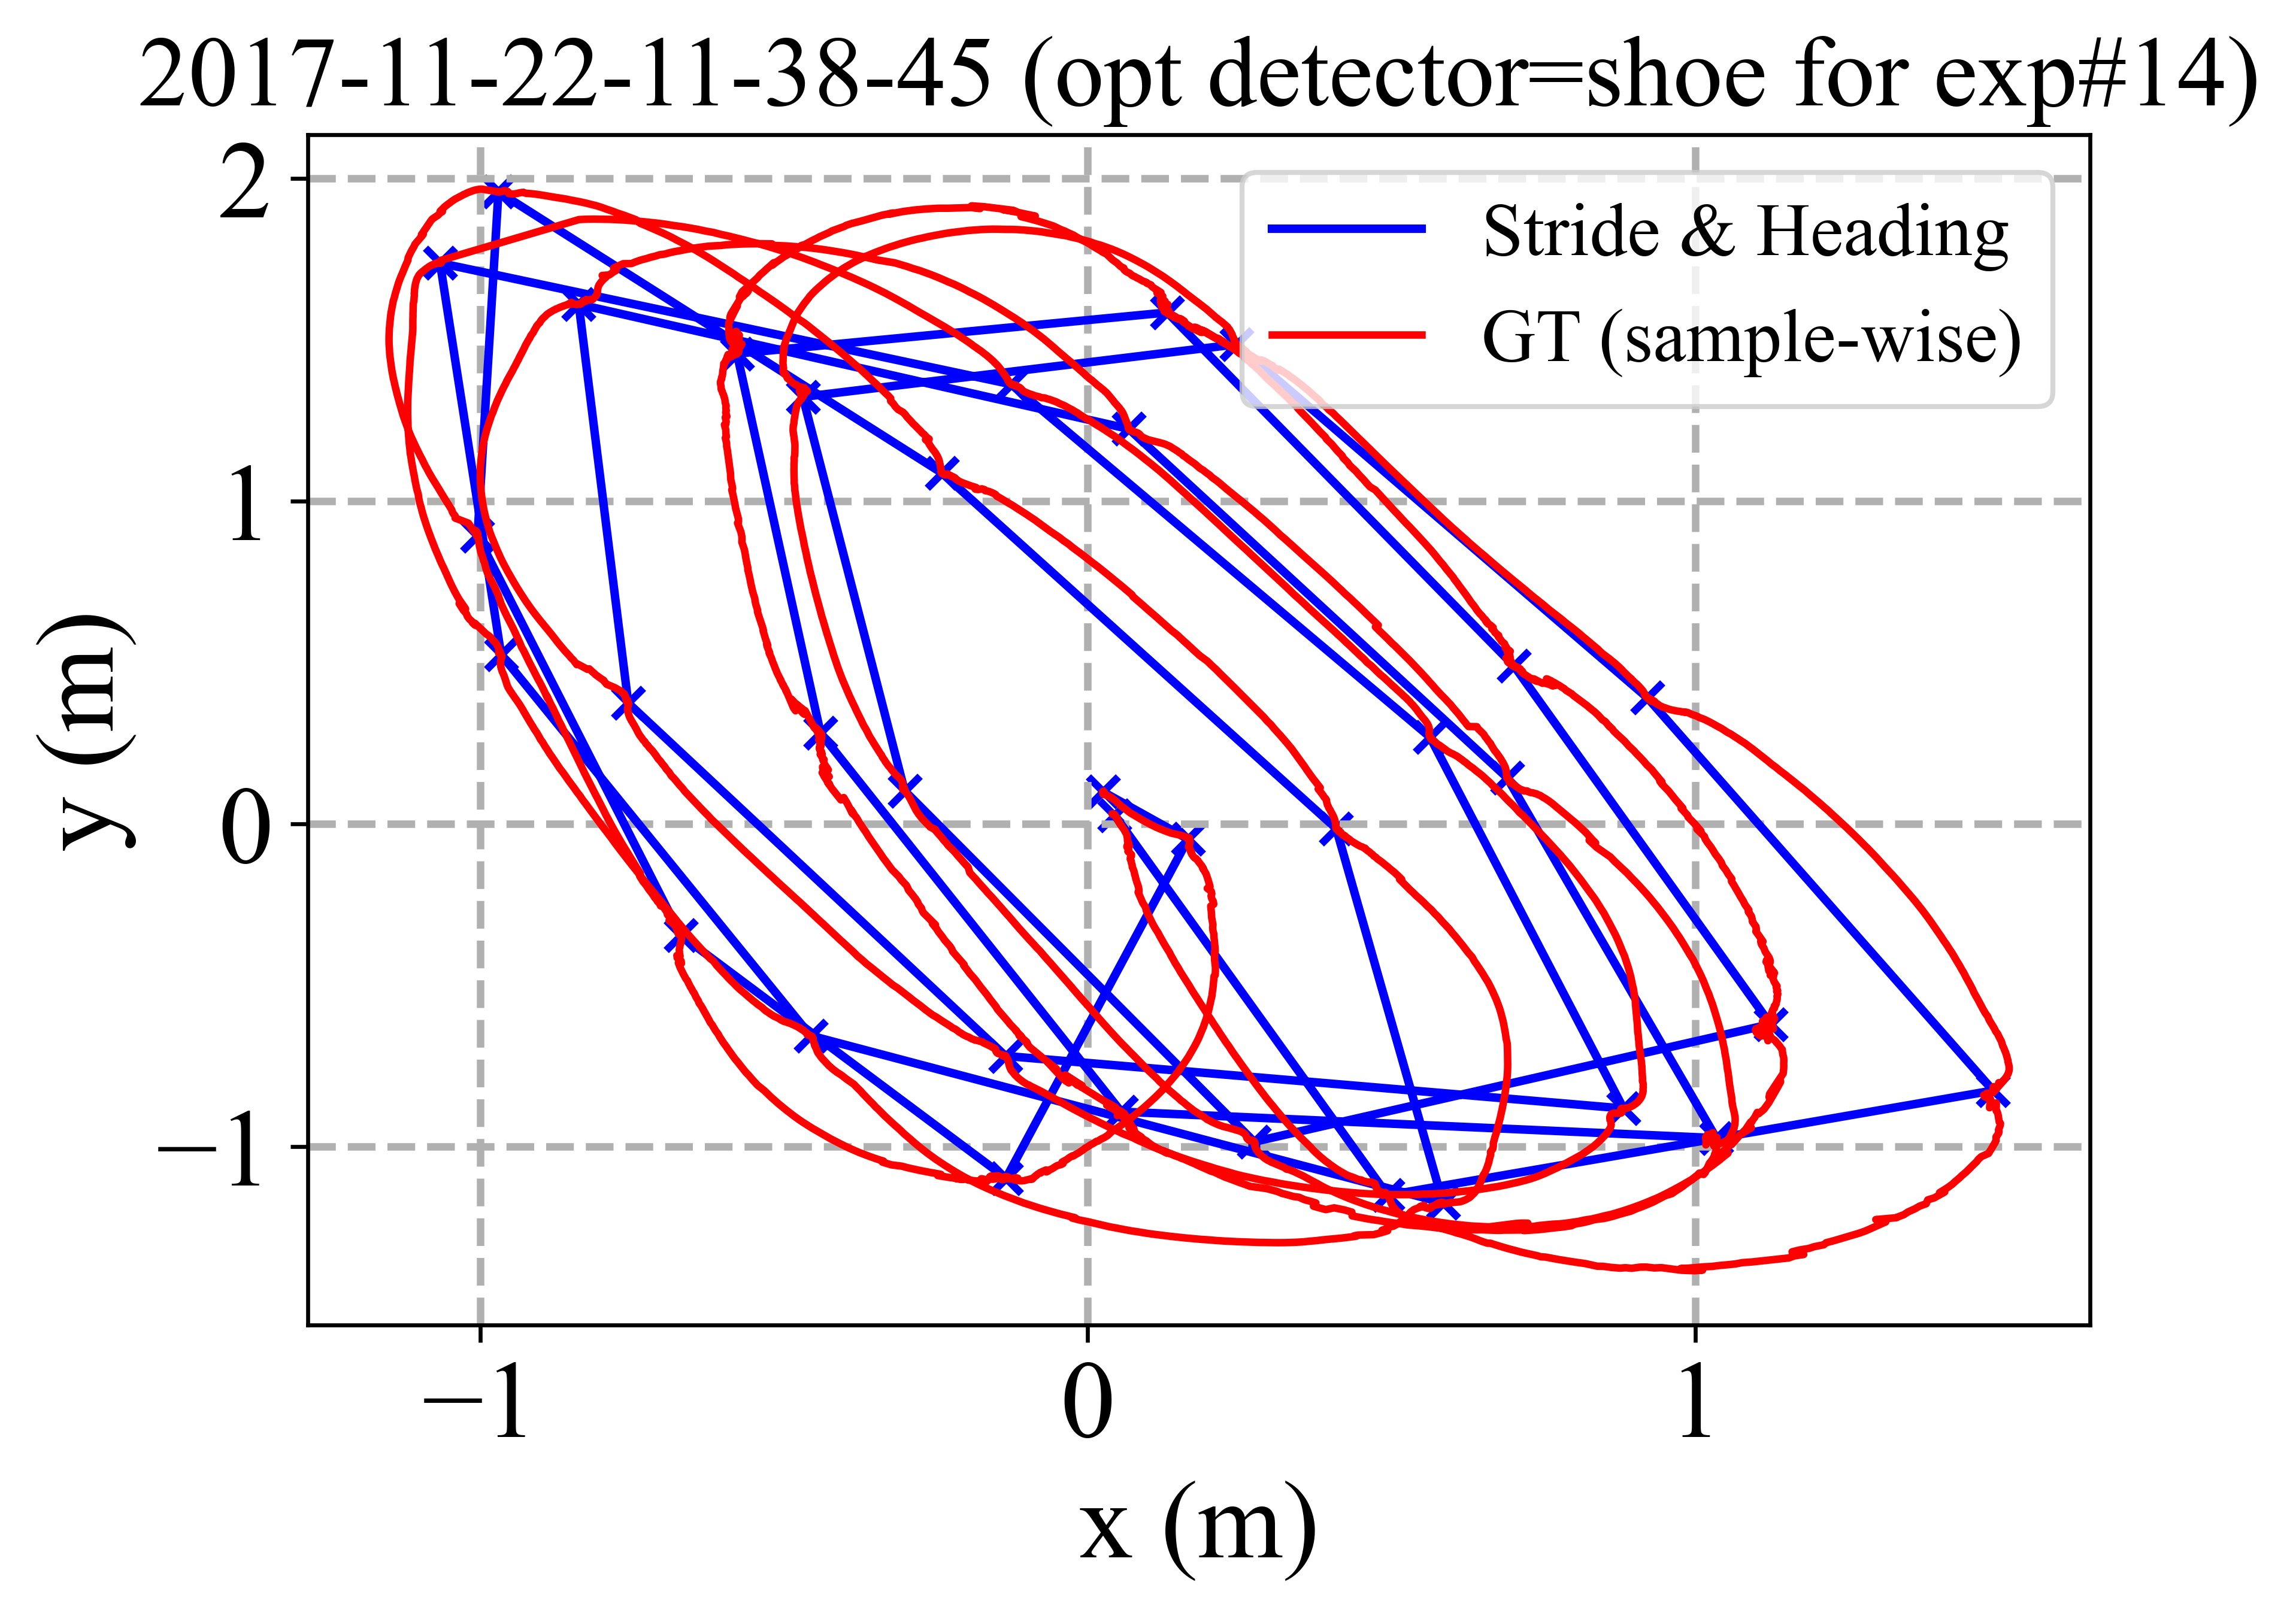 2017-11-22-11-38-45 (opt detector=shoe for exp#14)
Stride & Heading
GT (sample-wise)
2
1
0
−1
y (m)
−1
0
1
x (m)